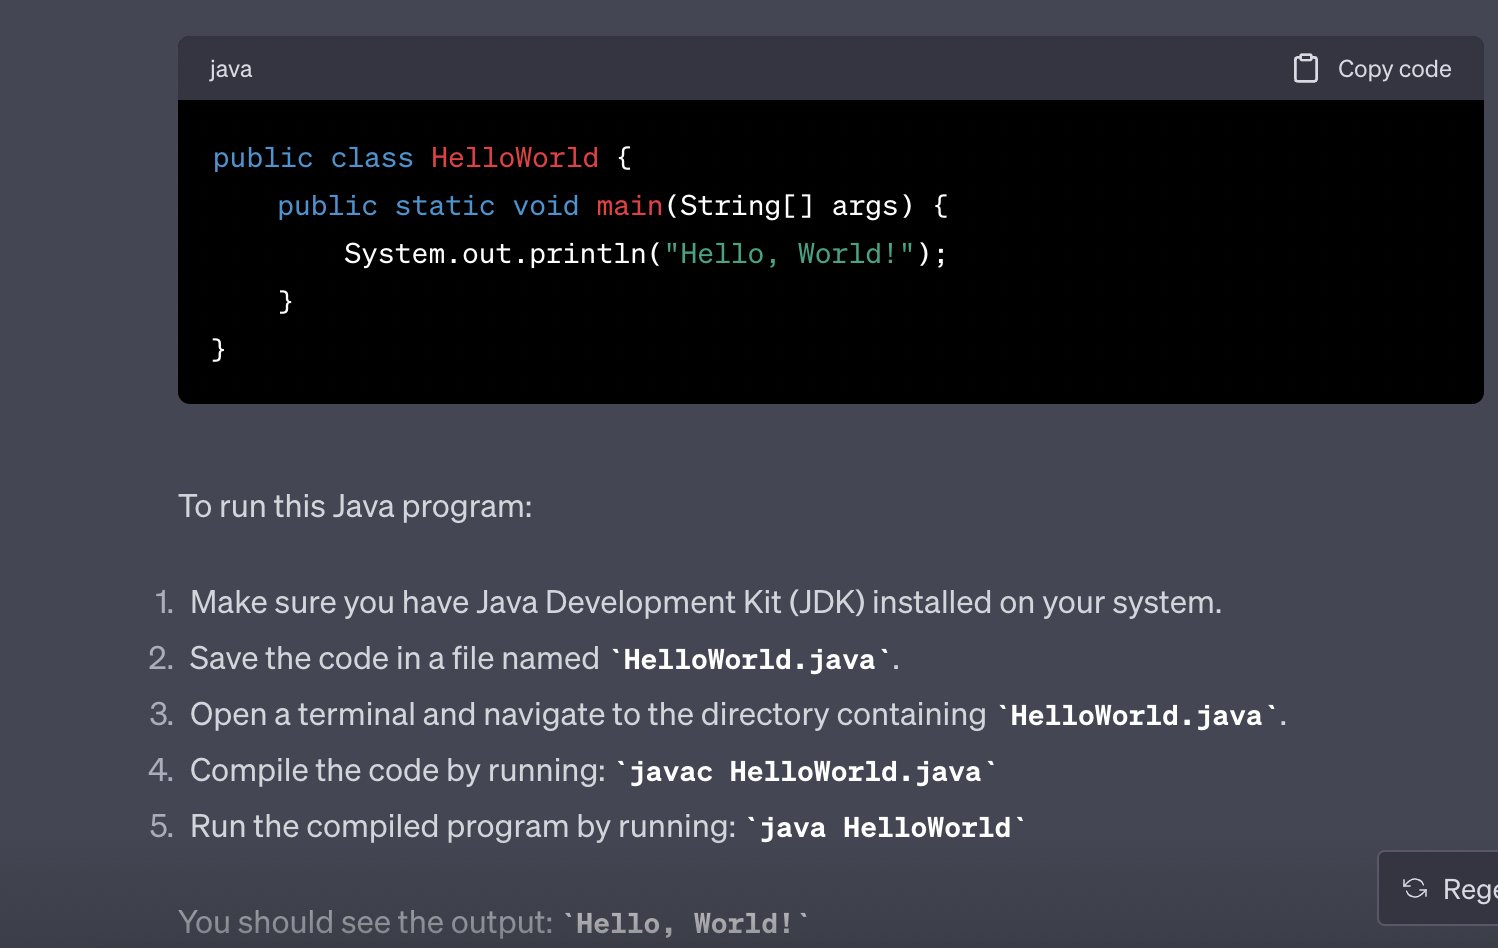 java
Copy code
public class HelloWorld {
    public static void main(String[] args) {
        System.out.println("Hello, World!");
    }
}
To run this Java program:
1. Make sure you have Java Development Kit (JDK) installed on your system.
2. Save the code in a file named `HelloWorld.java`.
3. Open a terminal and navigate to the directory containing `HelloWorld.java`.
4. Compile the code by running: `javac HelloWorld.java`
5. Run the compiled program by running: `java HelloWorld`
You should see the output: `Hello, World!`